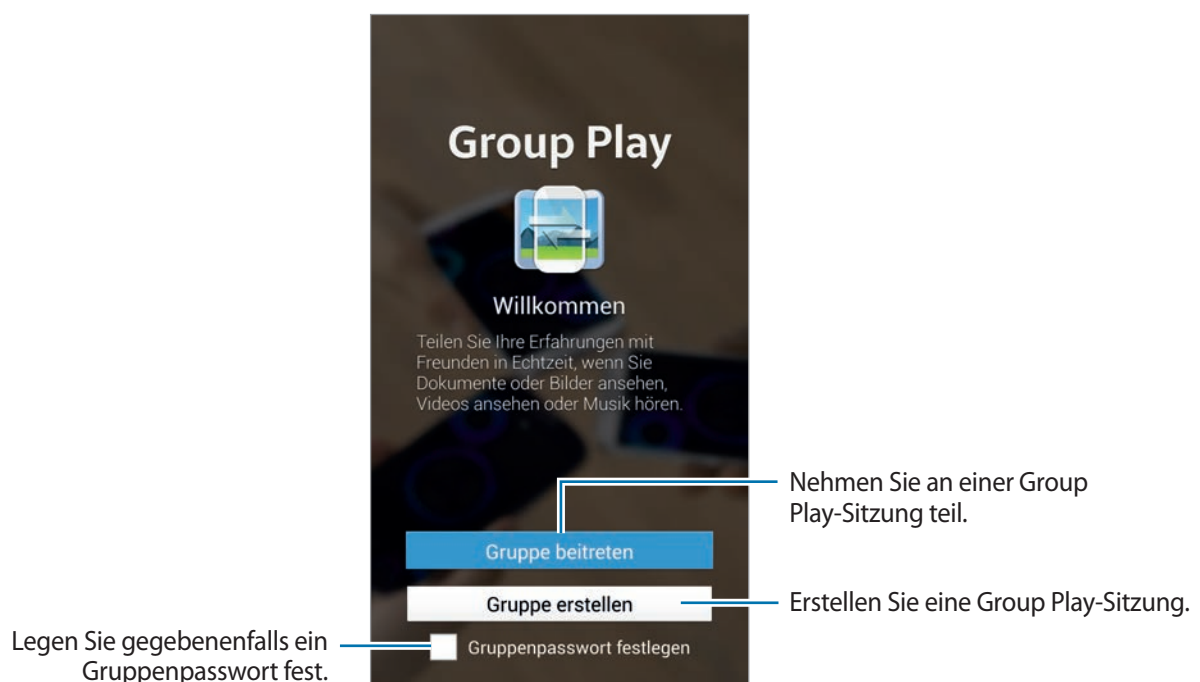 Group Play
Willkommen
Teilen Sie Ihre Erfahrungen mit
Freunden in Echtzeit, wenn Sie
Dokumente oder Bilder ansehen,
Videos ansehen oder Musik hören.
Nehmen Sie an einer Group
Play-Sitzung teil.
Gruppe beitreten
Gruppe erstellen
Erstellen Sie eine Group Play-Sitzung.
Legen Sie gegebenenfalls ein
Gruppenpasswort fest.
Gruppenpasswort festlegen